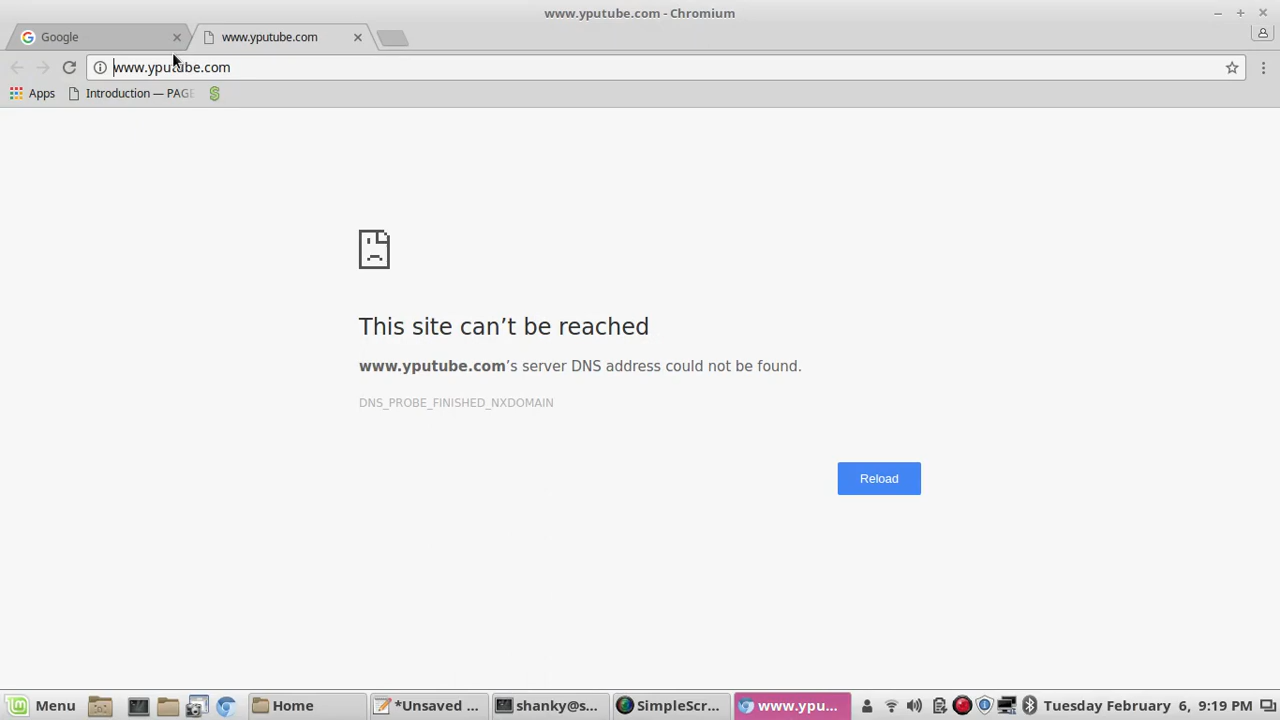 www.yputube.com - Chromium
Google
www.yputube.com
www.yputube.com
Apps
Introduction — PAGE
This site can’t be reached
www.yputube.com’s server DNS address could not be found.
DNS_PROBE_FINISHED_NXDOMAIN
Reload
Menu
Home
*Unsaved ...
shanky@s...
SimpleScr...
www.ypu...
Tuesday February 6, 9:19 PM